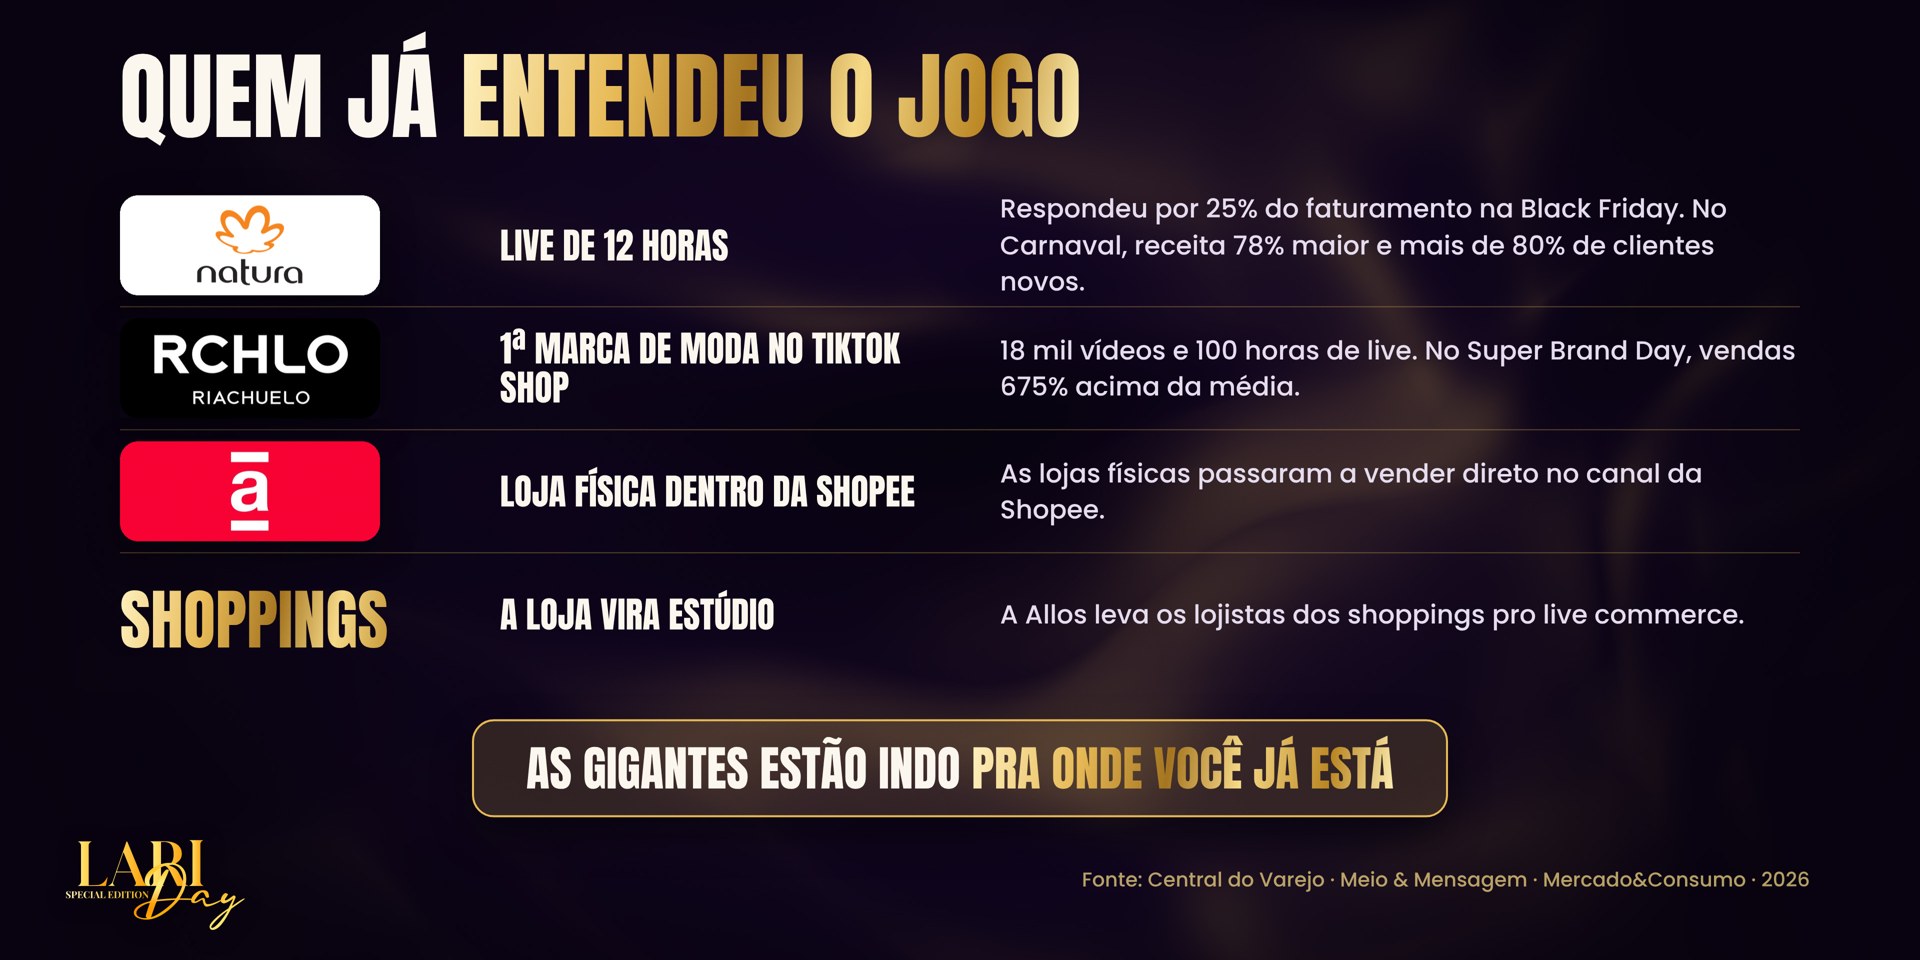 QUEM JÁ ENTENDEU O JOGO
natura
LIVE DE 12 HORAS
Respondeu por 25% do faturamento na Black Friday. No
Carnaval, receita 78% maior e mais de 80% de clientes
novos.
RCHLO
RIACHUELO
1ª MARCA DE MODA NO TIKTOK
SHOP
18 mil vídeos e 100 horas de live. No Super Brand Day, vendas
675% acima da média.
a
LOJA FÍSICA DENTRO DA SHOPEE
As lojas físicas passaram a vender direto no canal da
Shopee.
SHOPPINGS
A LOJA VIRA ESTÚDIO
A Allos leva os lojistas dos shoppings pro live commerce.
AS GIGANTES ESTÃO INDO PRA ONDE VOCÊ JÁ ESTÁ
LABI
SPECIAL EDITION Day
Fonte: Central do Varejo · Meio & Mensagem · Mercado&Consumo · 2026